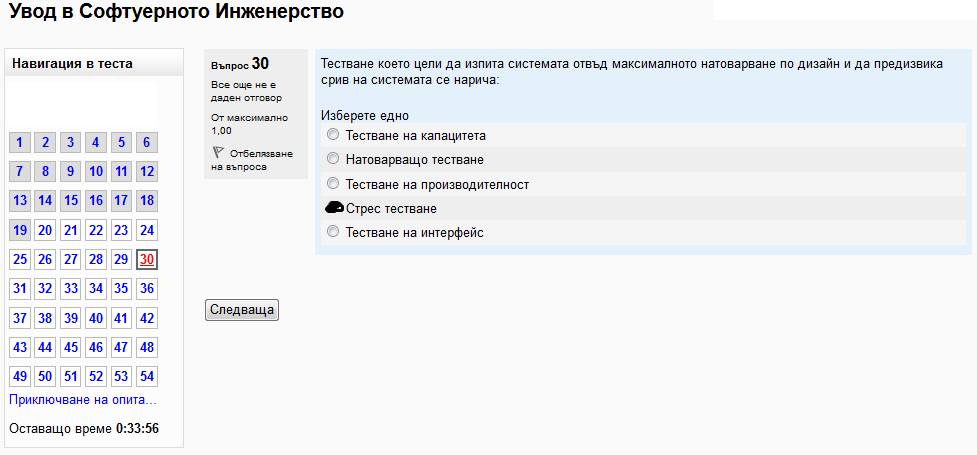 Увод в Софтуерното Инженерство
Навигация в теста
1 2 3 4 5 6
7 8 9 10 11 12
13 14 15 16 17 18
19 20 21 22 23 24
25 26 27 28 29 30
31 32 33 34 35 36
37 38 39 40 41 42
43 44 45 46 47 48
49 50 51 52 53 54
Приключване на опита...
Оставащо време 0:33:56
Въпрос 30
Все още не е
даден отговор
От максимално
1,00
Отбелязване
на въпроса
Тестване което цели да изпита системата отвъд максималното натоварване по дизайн и да предизвика
срив на системата се нарича:
Изберете едно
Тестване на капацитета
Натоварващо тестване
Тестване на производителност
Стрес тестване
Тестване на интерфейс
Следваща